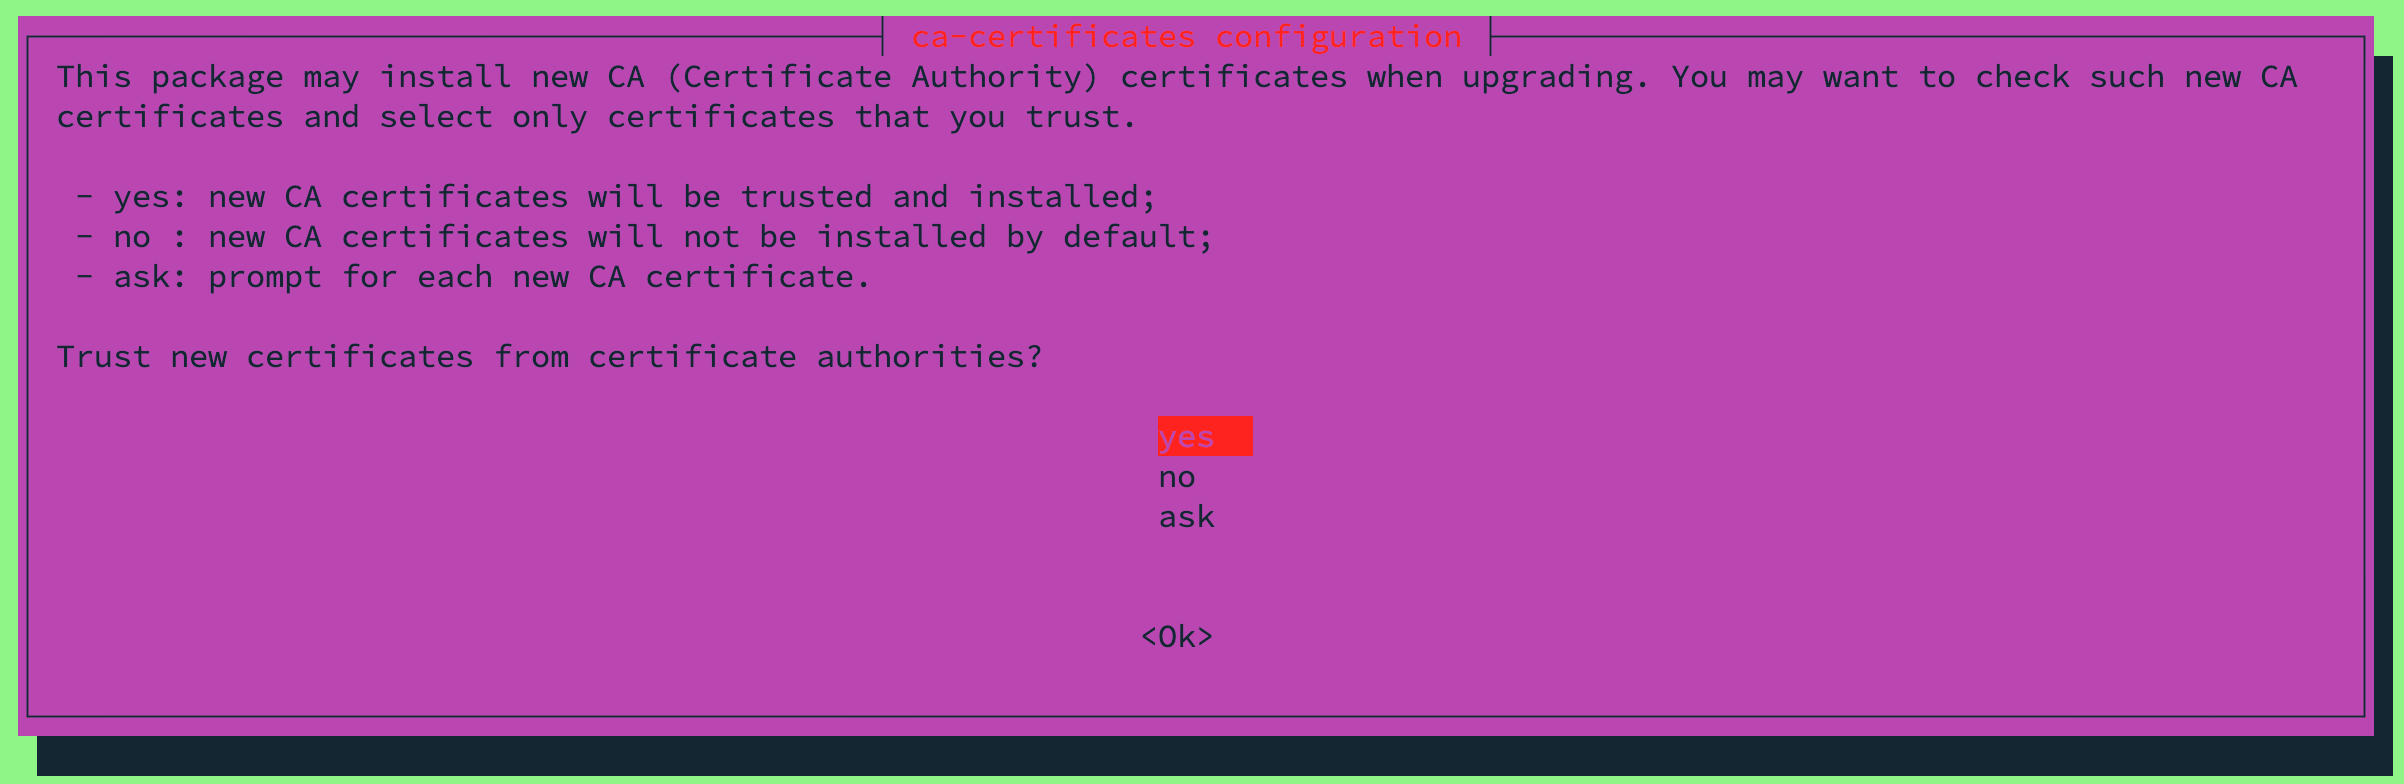 ca-certificates configuration
This package may install new CA (Certificate Authority) certificates when upgrading. You may want to check such new CA
certificates and select only certificates that you trust.
- yes: new CA certificates will be trusted and installed;
- no : new CA certificates will not be installed by default;
- ask: prompt for each new CA certificate.
Trust new certificates from certificate authorities?
yes
no
ask
<Ok>